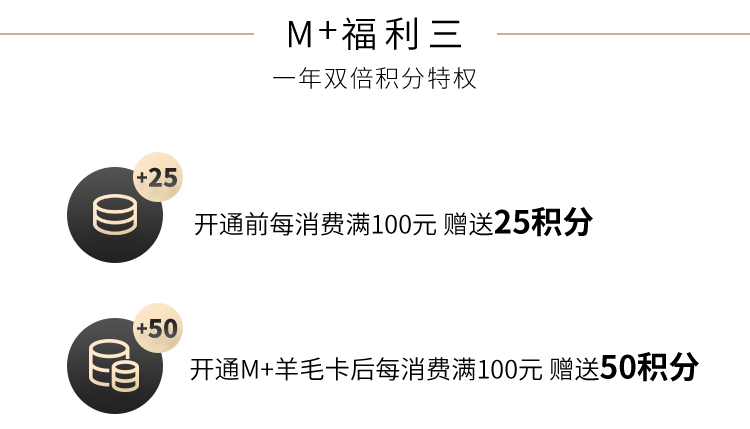 M+福利三
一年双倍积分特权
+25
开通前每消费满100元 赠送25积分
+50
开通M+羊毛卡后每消费满100元 赠送50积分